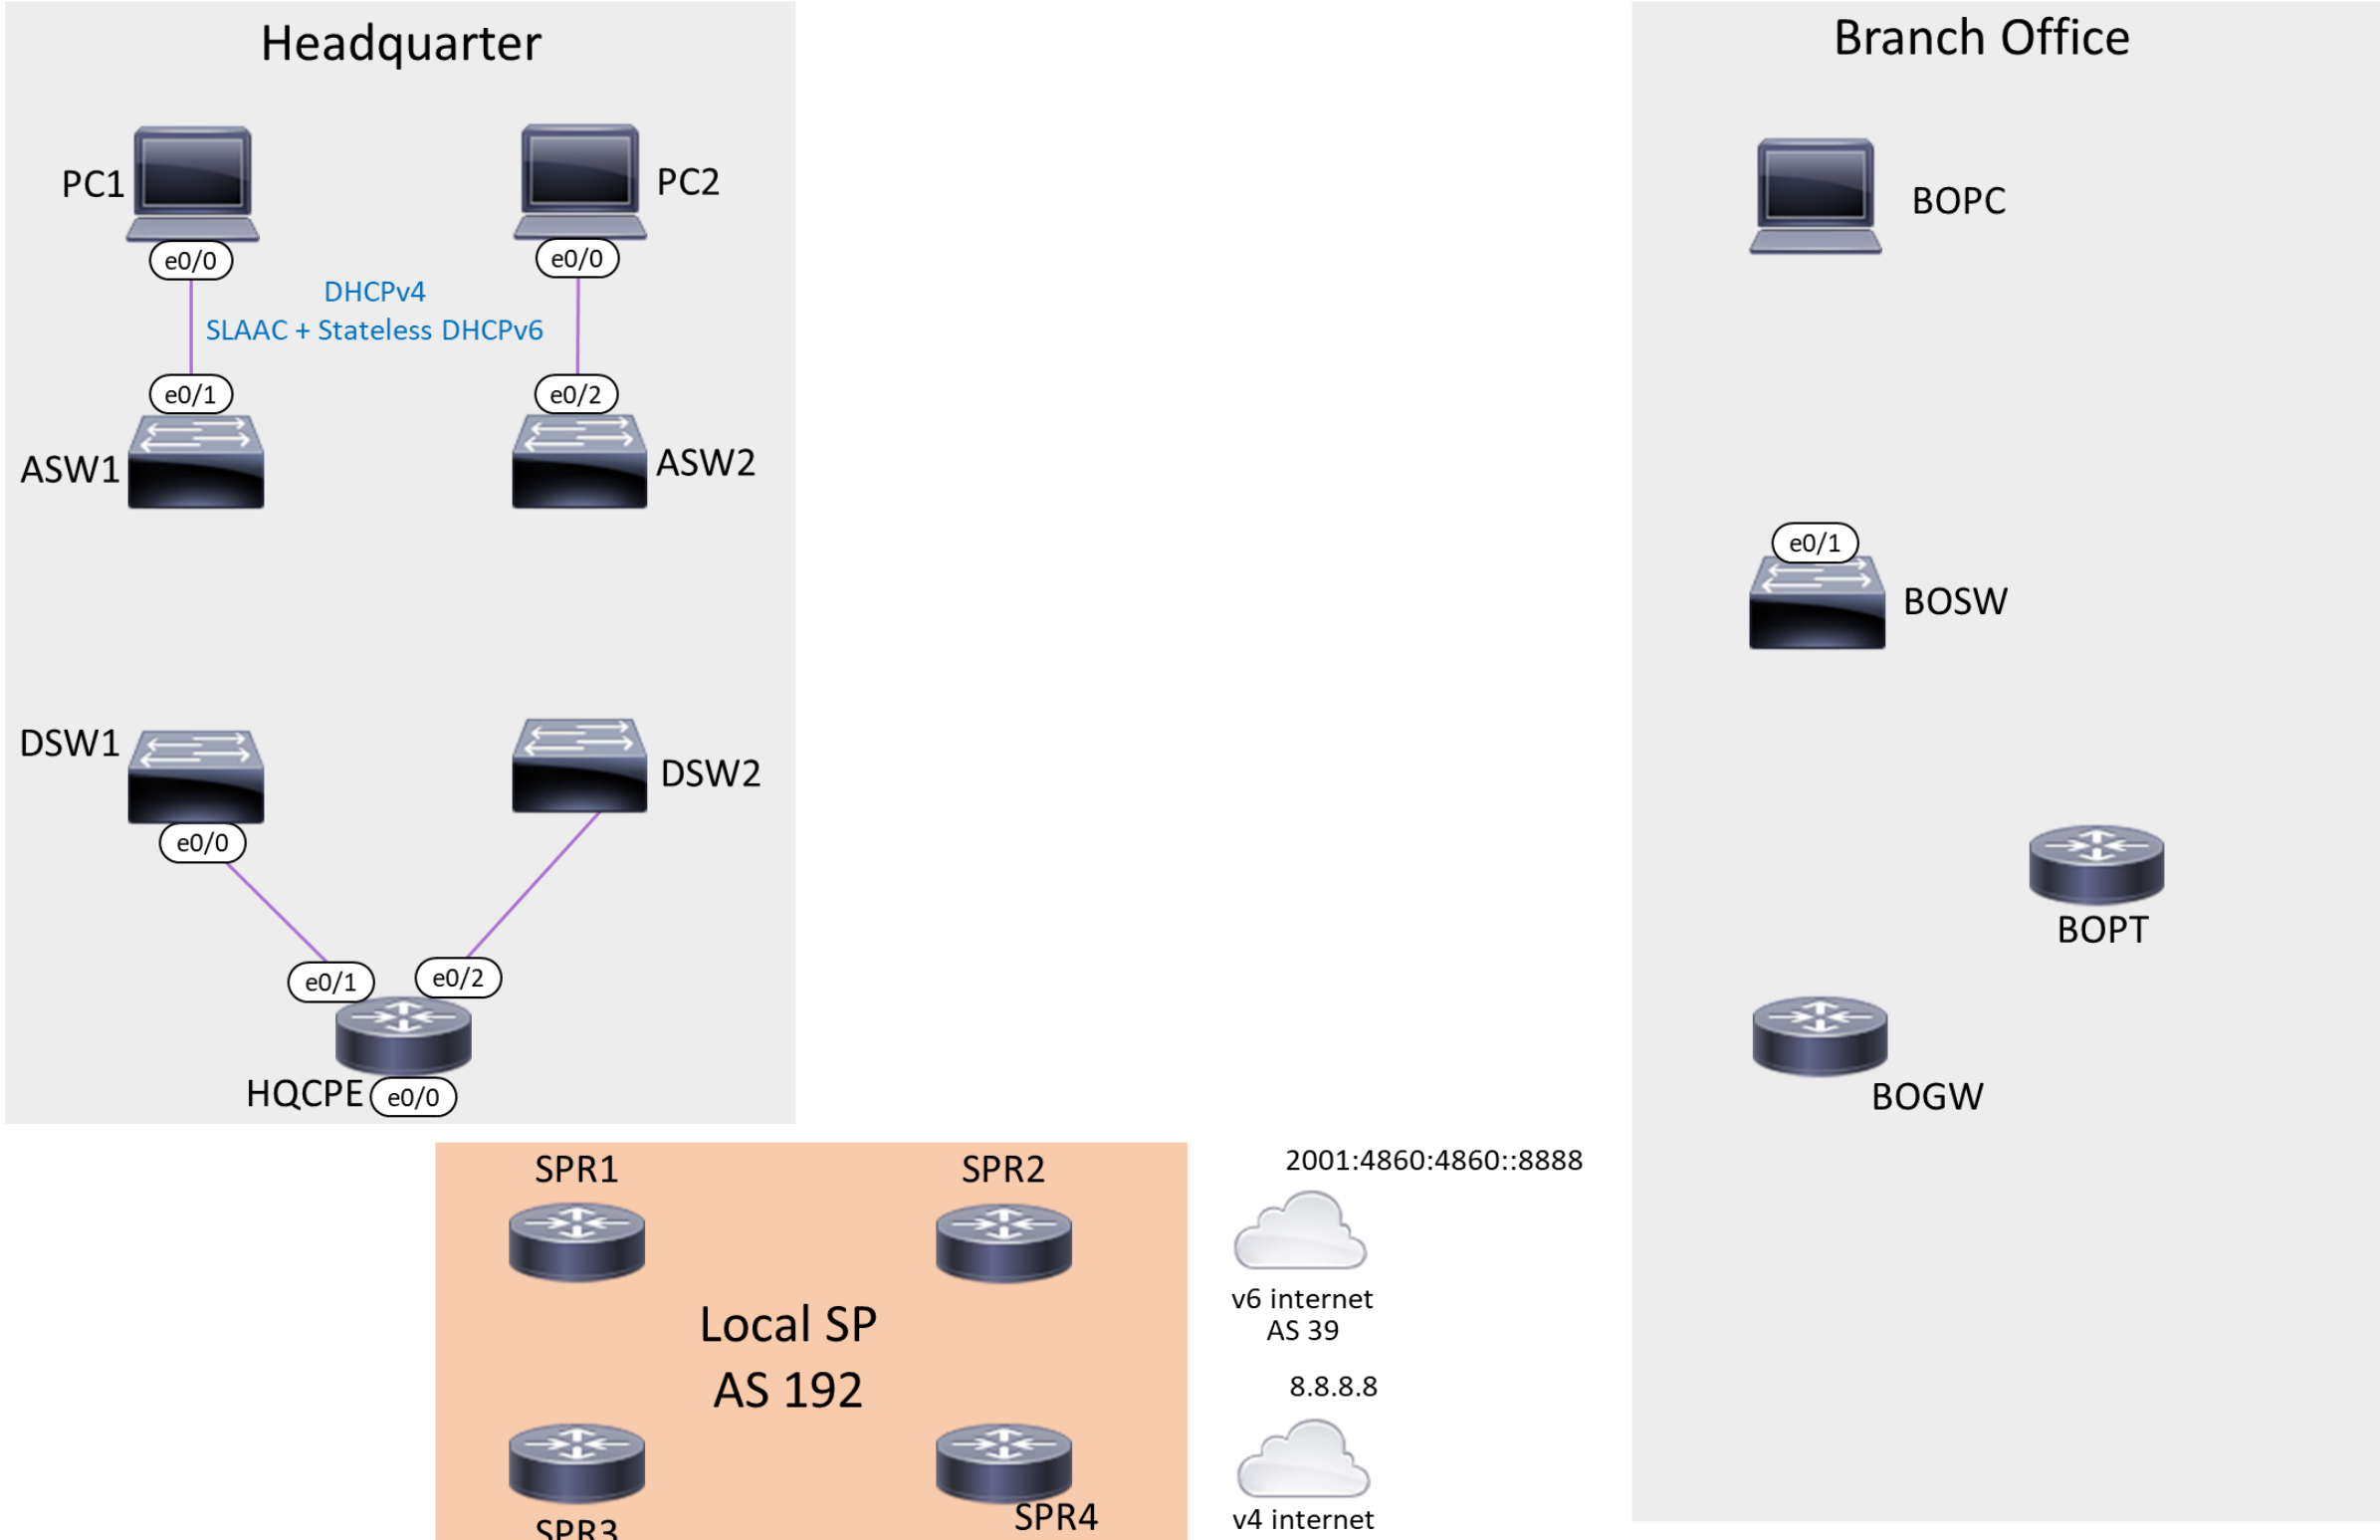 Headquarter
Branch Office
PC1
PC2
BOPC
e0/0
e0/0
DHCPv4
SLAAC + Stateless DHCPv6
e0/1
e0/2
ASW1
ASW2
e0/1
BOSW
DSW1
DSW2
e0/0
BOPT
e0/1
e0/2
HQCPE
e0/0
BOGW
SPR1
SPR2
2001:4860:4860::8888
Local SP
AS 192
v6 internet
AS 39
8.8.8.8
SPR3
SPR4
v4 internet